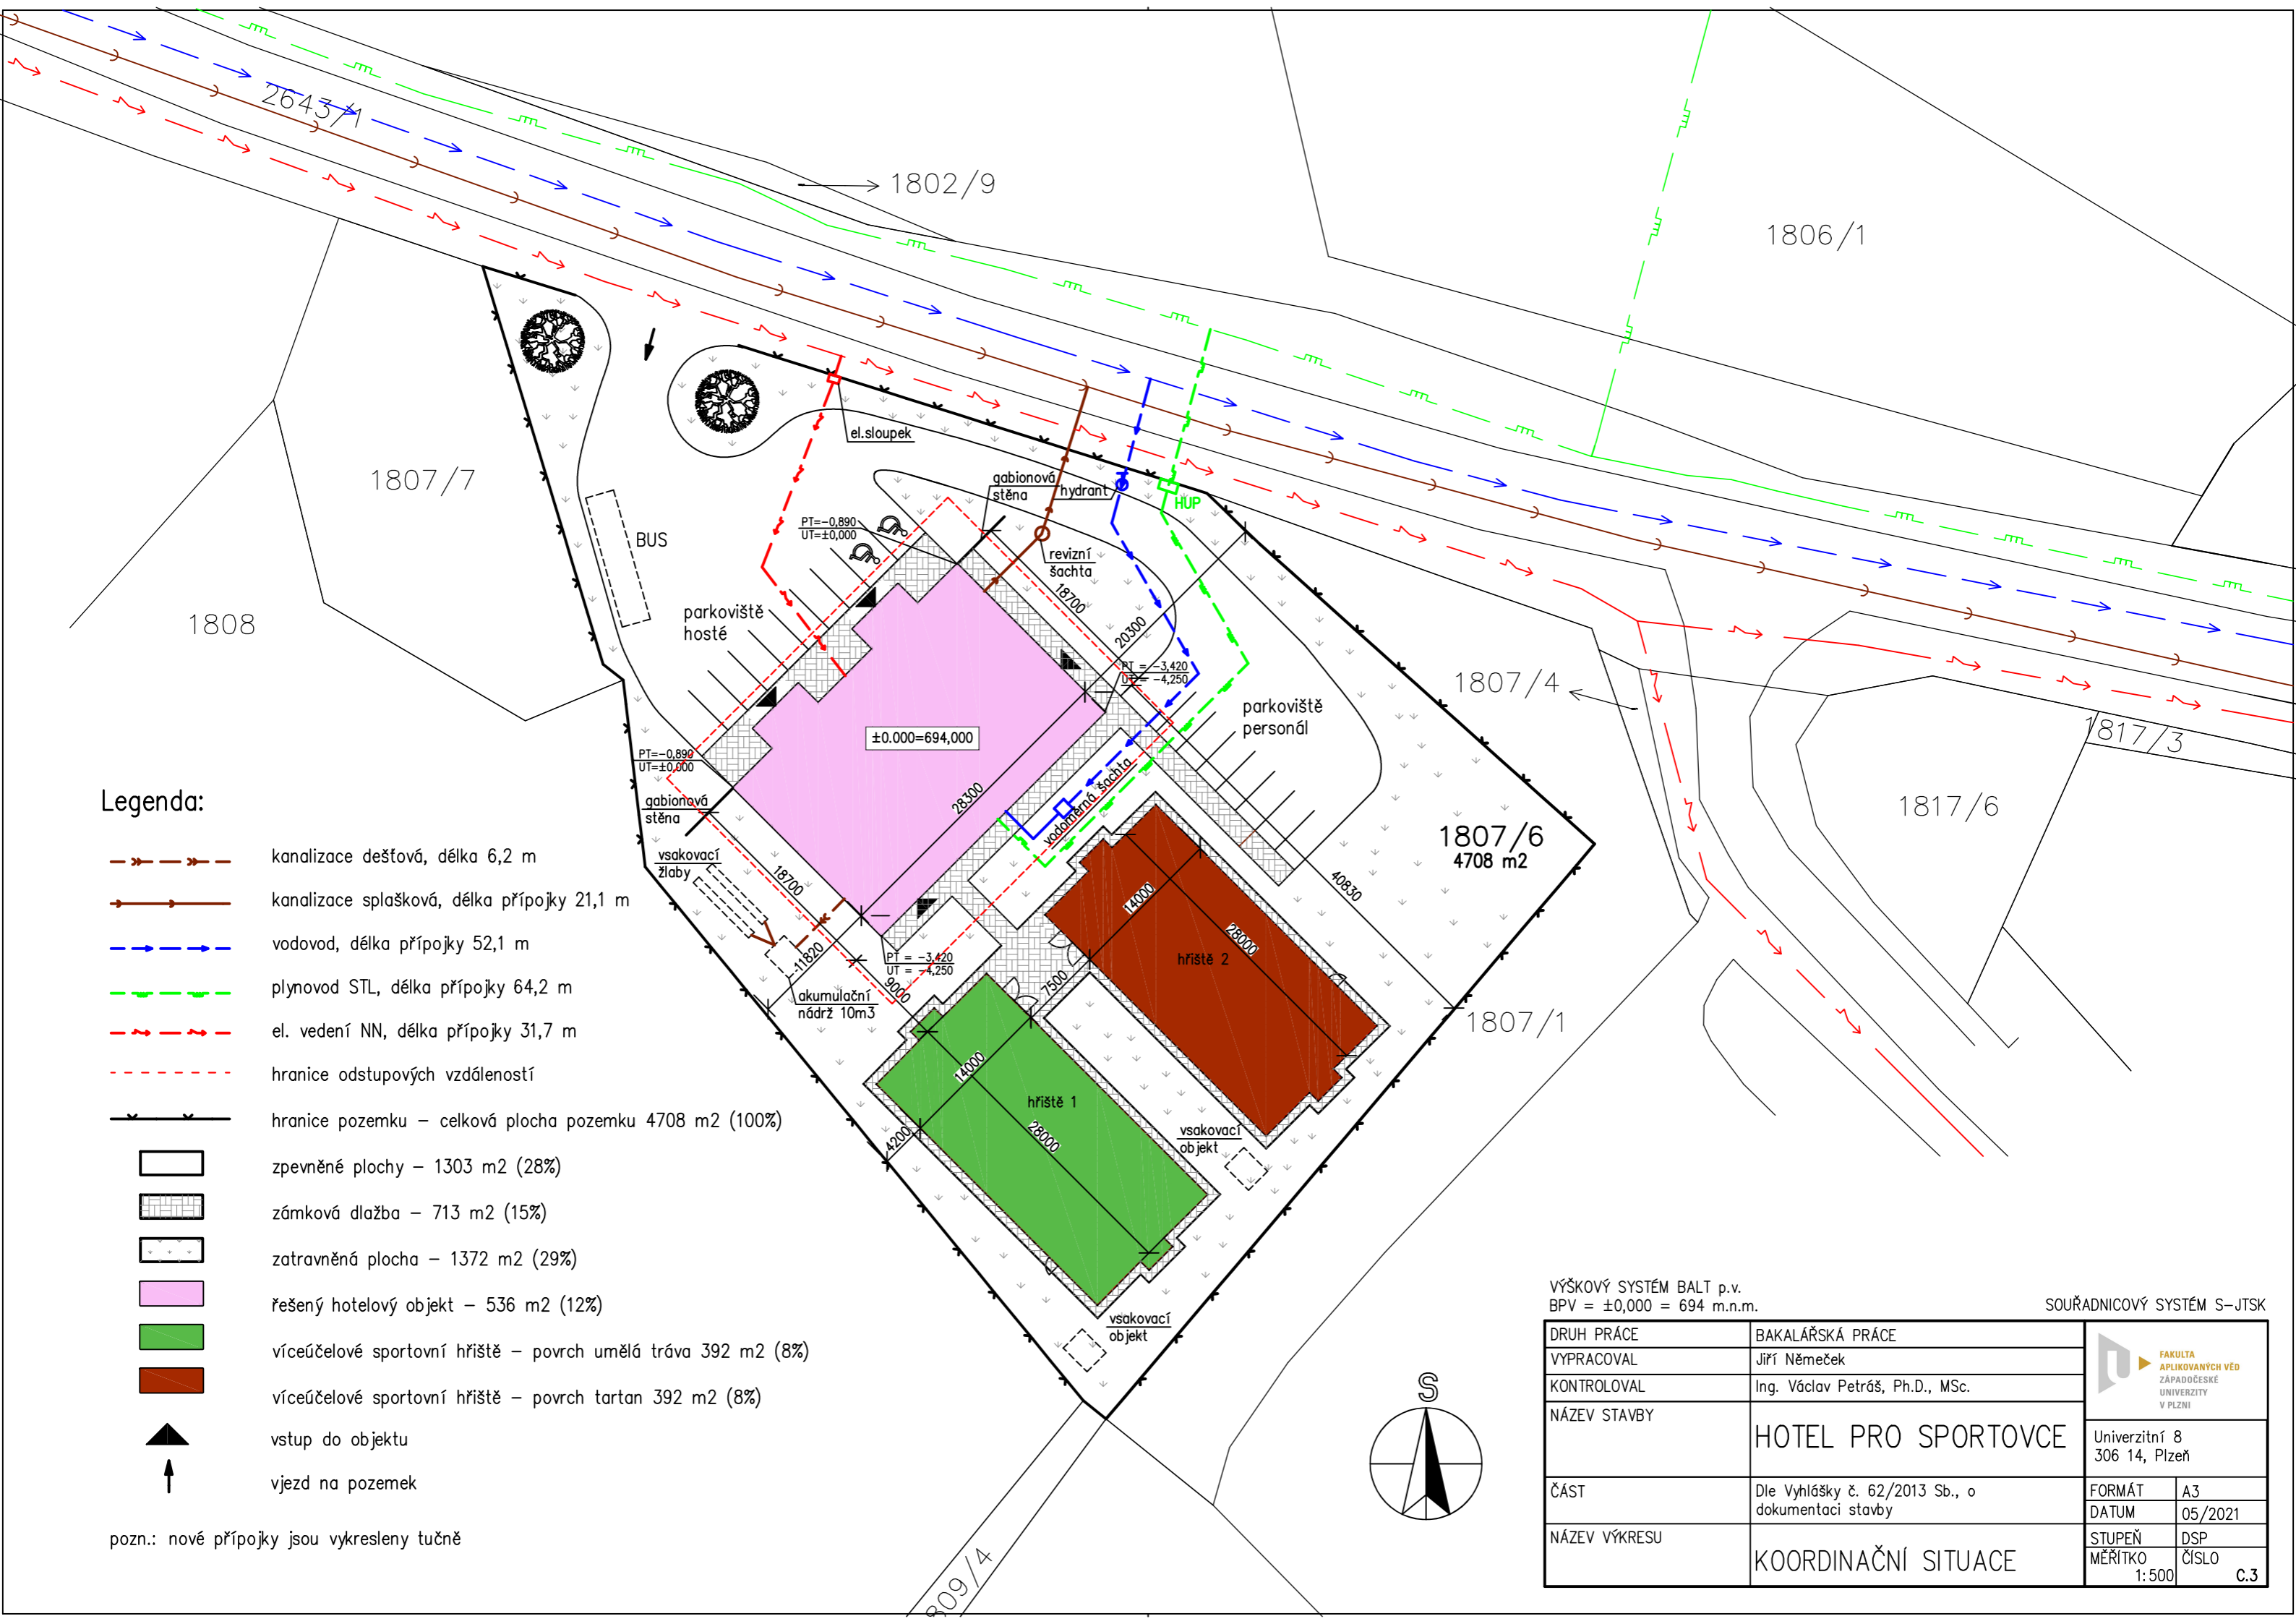 2643/1
1802/9
1806/1
1807/7
1808
BUS
el.sloupek
gabionová
stěna
hydrant
HUP
PT=-0,890
UT=±0,000
revizní
šachta
parkoviště
hosté
18700
20300
PT = -3,420
UT = -4,250
1807/4
1817/3
1817/6
parkoviště
personál
±0.000=694,000
PT=-0,890
UT=±0,000
gabionová
stěna
28300
vodoměrná šachta
vsakovací
žlaby
18700
1807/6
4708 m2
40830
14000
28000
hřiště 2
11820
PT = -3,420
UT = -4,250
9000
7500
akumulační
nádrž 10m3
1807/1
14000
hřiště 1
28000
4200
vsakovací
objekt
vsakovací
objekt
809/4
Legenda:
kanalizace dešťová, délka 6,2 m
kanalizace splašková, délka přípojky 21,1 m
vodovod, délka přípojky 52,1 m
plynovod STL, délka přípojky 64,2 m
el. vedení NN, délka přípojky 31,7 m
hranice odstupových vzdáleností
hranice pozemku – celková plocha pozemku 4708 m2 (100%)
zpevněné plochy – 1303 m2 (28%)
zámková dlažba – 713 m2 (15%)
zatravněná plocha – 1372 m2 (29%)
řešený hotelový objekt – 536 m2 (12%)
víceúčelové sportovní hřiště – povrch umělá tráva 392 m2 (8%)
víceúčelové sportovní hřiště – povrch tartan 392 m2 (8%)
vstup do objektu
vjezd na pozemek
pozn.: nové přípojky jsou vykresleny tučně
S
VÝŠKOVÝ SYSTÉM BALT p.v.
BPV = ±0,000 = 694 m.n.m.
SOUŘADNICOVÝ SYSTÉM S-JTSK
DRUH PRÁCE
BAKALÁŘSKÁ PRÁCE
VYPRACOVAL
Jiří Němeček
KONTROLOVAL
Ing. Václav Petráš, Ph.D., MSc.
NÁZEV STAVBY
HOTEL PRO SPORTOVCE
ČÁST
Dle Vyhlášky č. 62/2013 Sb., o
dokumentaci stavby
NÁZEV VÝKRESU
KOORDINAČNÍ SITUACE
FAKULTA
APLIKOVANÝCH VĚD
ZÁPADOČESKÉ
UNIVERZITY
V PLZNI
Univerzitní 8
306 14, Plzeň
FORMÁT
A3
DATUM
05/2021
STUPEŇ
DSP
MĚŘÍTKO
1:500
ČÍSLO
C.3